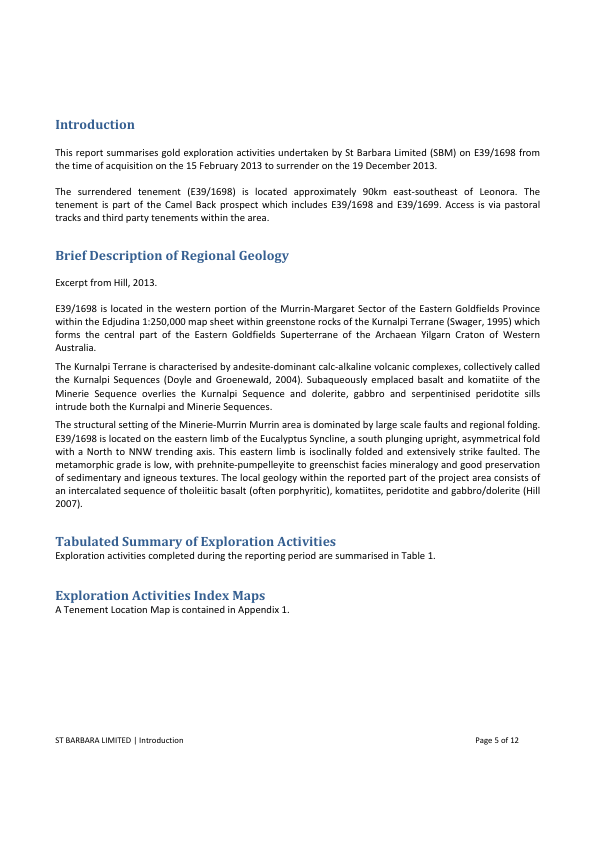 Introduction
This report summarises gold exploration activities undertaken by St Barbara Limited (SBM) on E39/1698 from
the time of acquisition on the 15 February 2013 to surrender on the 19 December 2013.
The surrendered tenement (E39/1698) is located approximately 90km east-southeast of Leonora. The
tenement is part of the Camel Back prospect which includes E39/1698 and E39/1699. Access is via pastoral
tracks and third party tenements within the area.
Brief Description of Regional Geology
Excerpt from Hill, 2013.
E39/1698 is located in the western portion of the Murrin-Margaret Sector of the Eastern Goldfields Province
within the Edjudina 1:250,000 map sheet within greenstone rocks of the Kurnalpi Terrane (Swager, 1995) which
forms the central part of the Eastern Goldfields Superterrane of the Archaean Yilgarn Craton of Western
Australia.
The Kurnalpi Terrane is characterised by andesite-dominant calc-alkaline volcanic complexes, collectively called
the Kurnalpi Sequences (Doyle and Groenewald, 2004). Subaqueously emplaced basalt and komatiite of the
Minerie Sequence overlies the Kurnalpi Sequence and dolerite, gabbro and serpentinised peridotite sills
intrude both the Kurnalpi and Minerie Sequences.
The structural setting of the Minerie-Murrin Murrin area is dominated by large scale faults and regional folding.
E39/1698 is located on the eastern limb of the Eucalyptus Syncline, a south plunging upright, asymmetrical fold
with a North to NNW trending axis. This eastern limb is isoclinally folded and extensively strike faulted. The
metamorphic grade is low, with prehnite-pumpelleyite to greenschist facies mineralogy and good preservation
of sedimentary and igneous textures. The local geology within the reported part of the project area consists of
an intercalated sequence of tholeiitic basalt (often porphyritic), komatiites, peridotite and gabbro/dolerite (Hill
2007).
Tabulated Summary of Exploration Activities
Exploration activities completed during the reporting period are summarised in Table 1.
Exploration Activities Index Maps
A Tenement Location Map is contained in Appendix 1.
ST BARBARA LIMITED | Introduction
Page 5 of 12